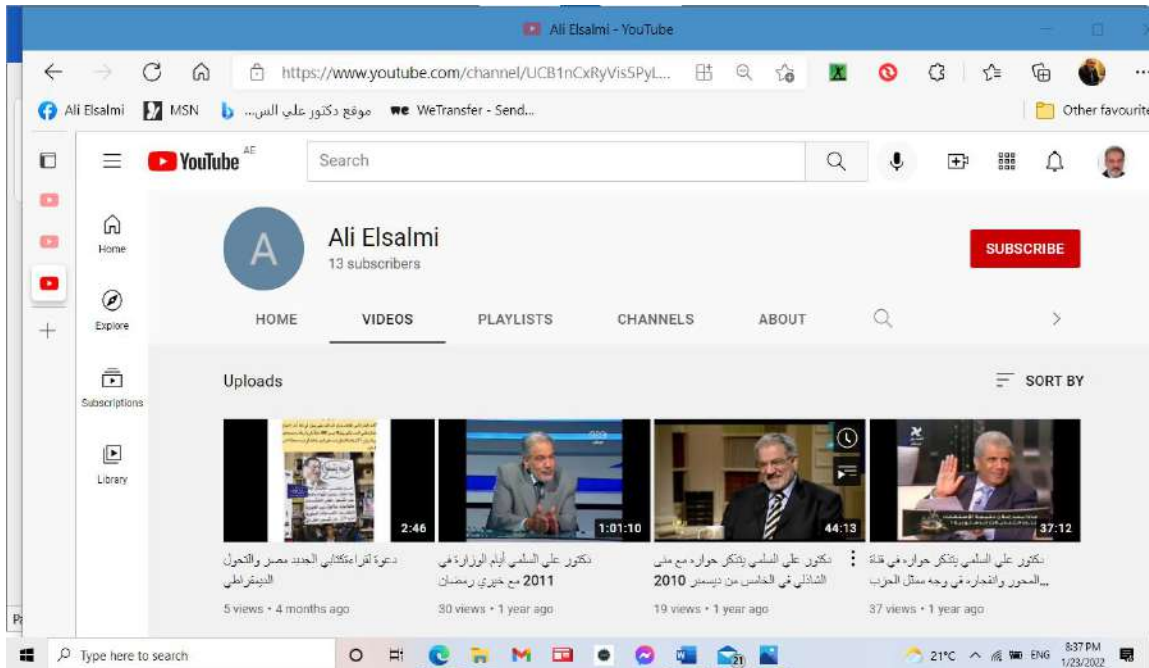 Ali Elsalmi - YouTube
https://www.youtube.com/channel/UCB1nCxRyVis5PyL...
Ali Elsalmi MSN موقع دكتور علي الس... WeTransfer - Send... Other favourite
YouTube AE Search
Ali Elsalmi
13 subscribers
SUBSCRIBE
Home
Explore
Subscriptions
Library
HOME VIDEOS PLAYLISTS CHANNELS ABOUT
Uploads SORT BY
2:46 1:01:10 44:13 37:12
دعوة لقراءة كتابي الجديد مصر والتحول
الديمقراطي
5 views • 4 months ago
دكتور علي السلمي أيام الوزارة في
2011 مع خيري رمضان
30 views • 1 year ago
دكتور علي السلمي يتذكر حواره مع منى
الشاذلي في الخامس من ديسمبر 2010
19 views • 1 year ago
دكتور علي السلمي يتذكر حواره في قناة
المحور وانفجاره في وجه ممثل الحزب...
37 views • 1 year ago
Type here to search 21 21°C ENG 8:37 PM
1/23/2022